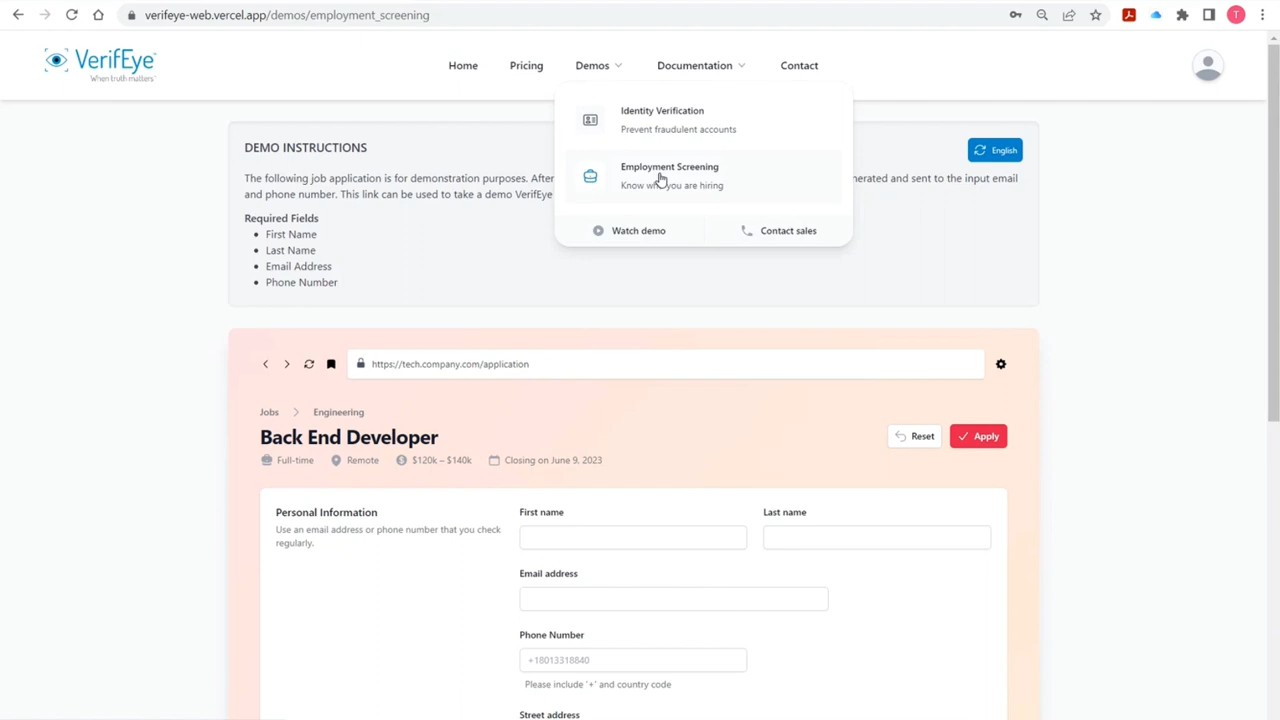 verifeye-web.vercel.app/demos/employment_screening
T
VerifEye™
When truth matters™
Home
Pricing
Demos
Documentation
Contact
Identity Verification
Prevent fraudulent accounts
Employment Screening
Know who you are hiring
Watch demo
Contact sales
DEMO INSTRUCTIONS
English
The following job application is for demonstration purposes. After nerated and sent to the input email
and phone number. This link can be used to take a demo VerifEye
Required Fields
• First Name
• Last Name
• Email Address
• Phone Number
https://tech.company.com/application
Jobs > Engineering
Back End Developer
Reset
Apply
Full-time
Remote
$120k – $140k
Closing on June 9, 2023
Personal Information
Use an email address or phone number that you check
regularly.
First name
Last name
Email address
Phone Number
+18013318840
Please include '+' and country code
Street address